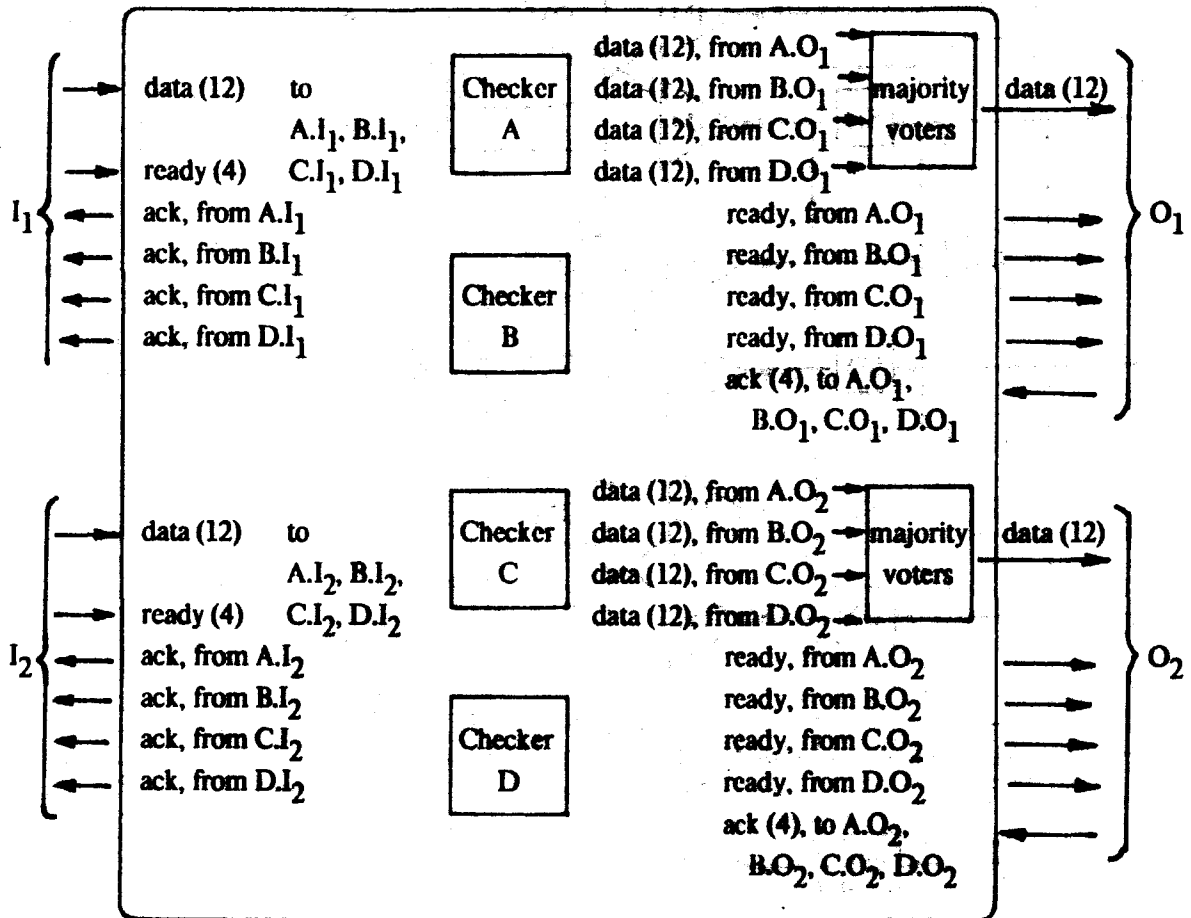 I1
data (12) to
A.I1, B.I1,
ready (4) C.I1, D.I1
ack, from A.I1
ack, from B.I1
ack, from C.I1
ack, from D.I1
Checker
A
Checker
B
data (12), from A.O1
data (12), from B.O1
data (12), from C.O1
data (12), from D.O1
majority
voters
data (12)
ready, from A.O1
ready, from B.O1
ready, from C.O1
ready, from D.O1
ack (4), to A.O1,
B.O1, C.O1, D.O1
O1
I2
data (12) to
A.I2, B.I2,
ready (4) C.I2, D.I2
ack, from A.I2
ack, from B.I2
ack, from C.I2
ack, from D.I2
Checker
C
Checker
D
data (12), from A.O2
data (12), from B.O2
data (12), from C.O2
data (12), from D.O2
majority
voters
data (12)
ready, from A.O2
ready, from B.O2
ready, from C.O2
ready, from D.O2
ack (4), to A.O2,
B.O2, C.O2, D.O2
O2